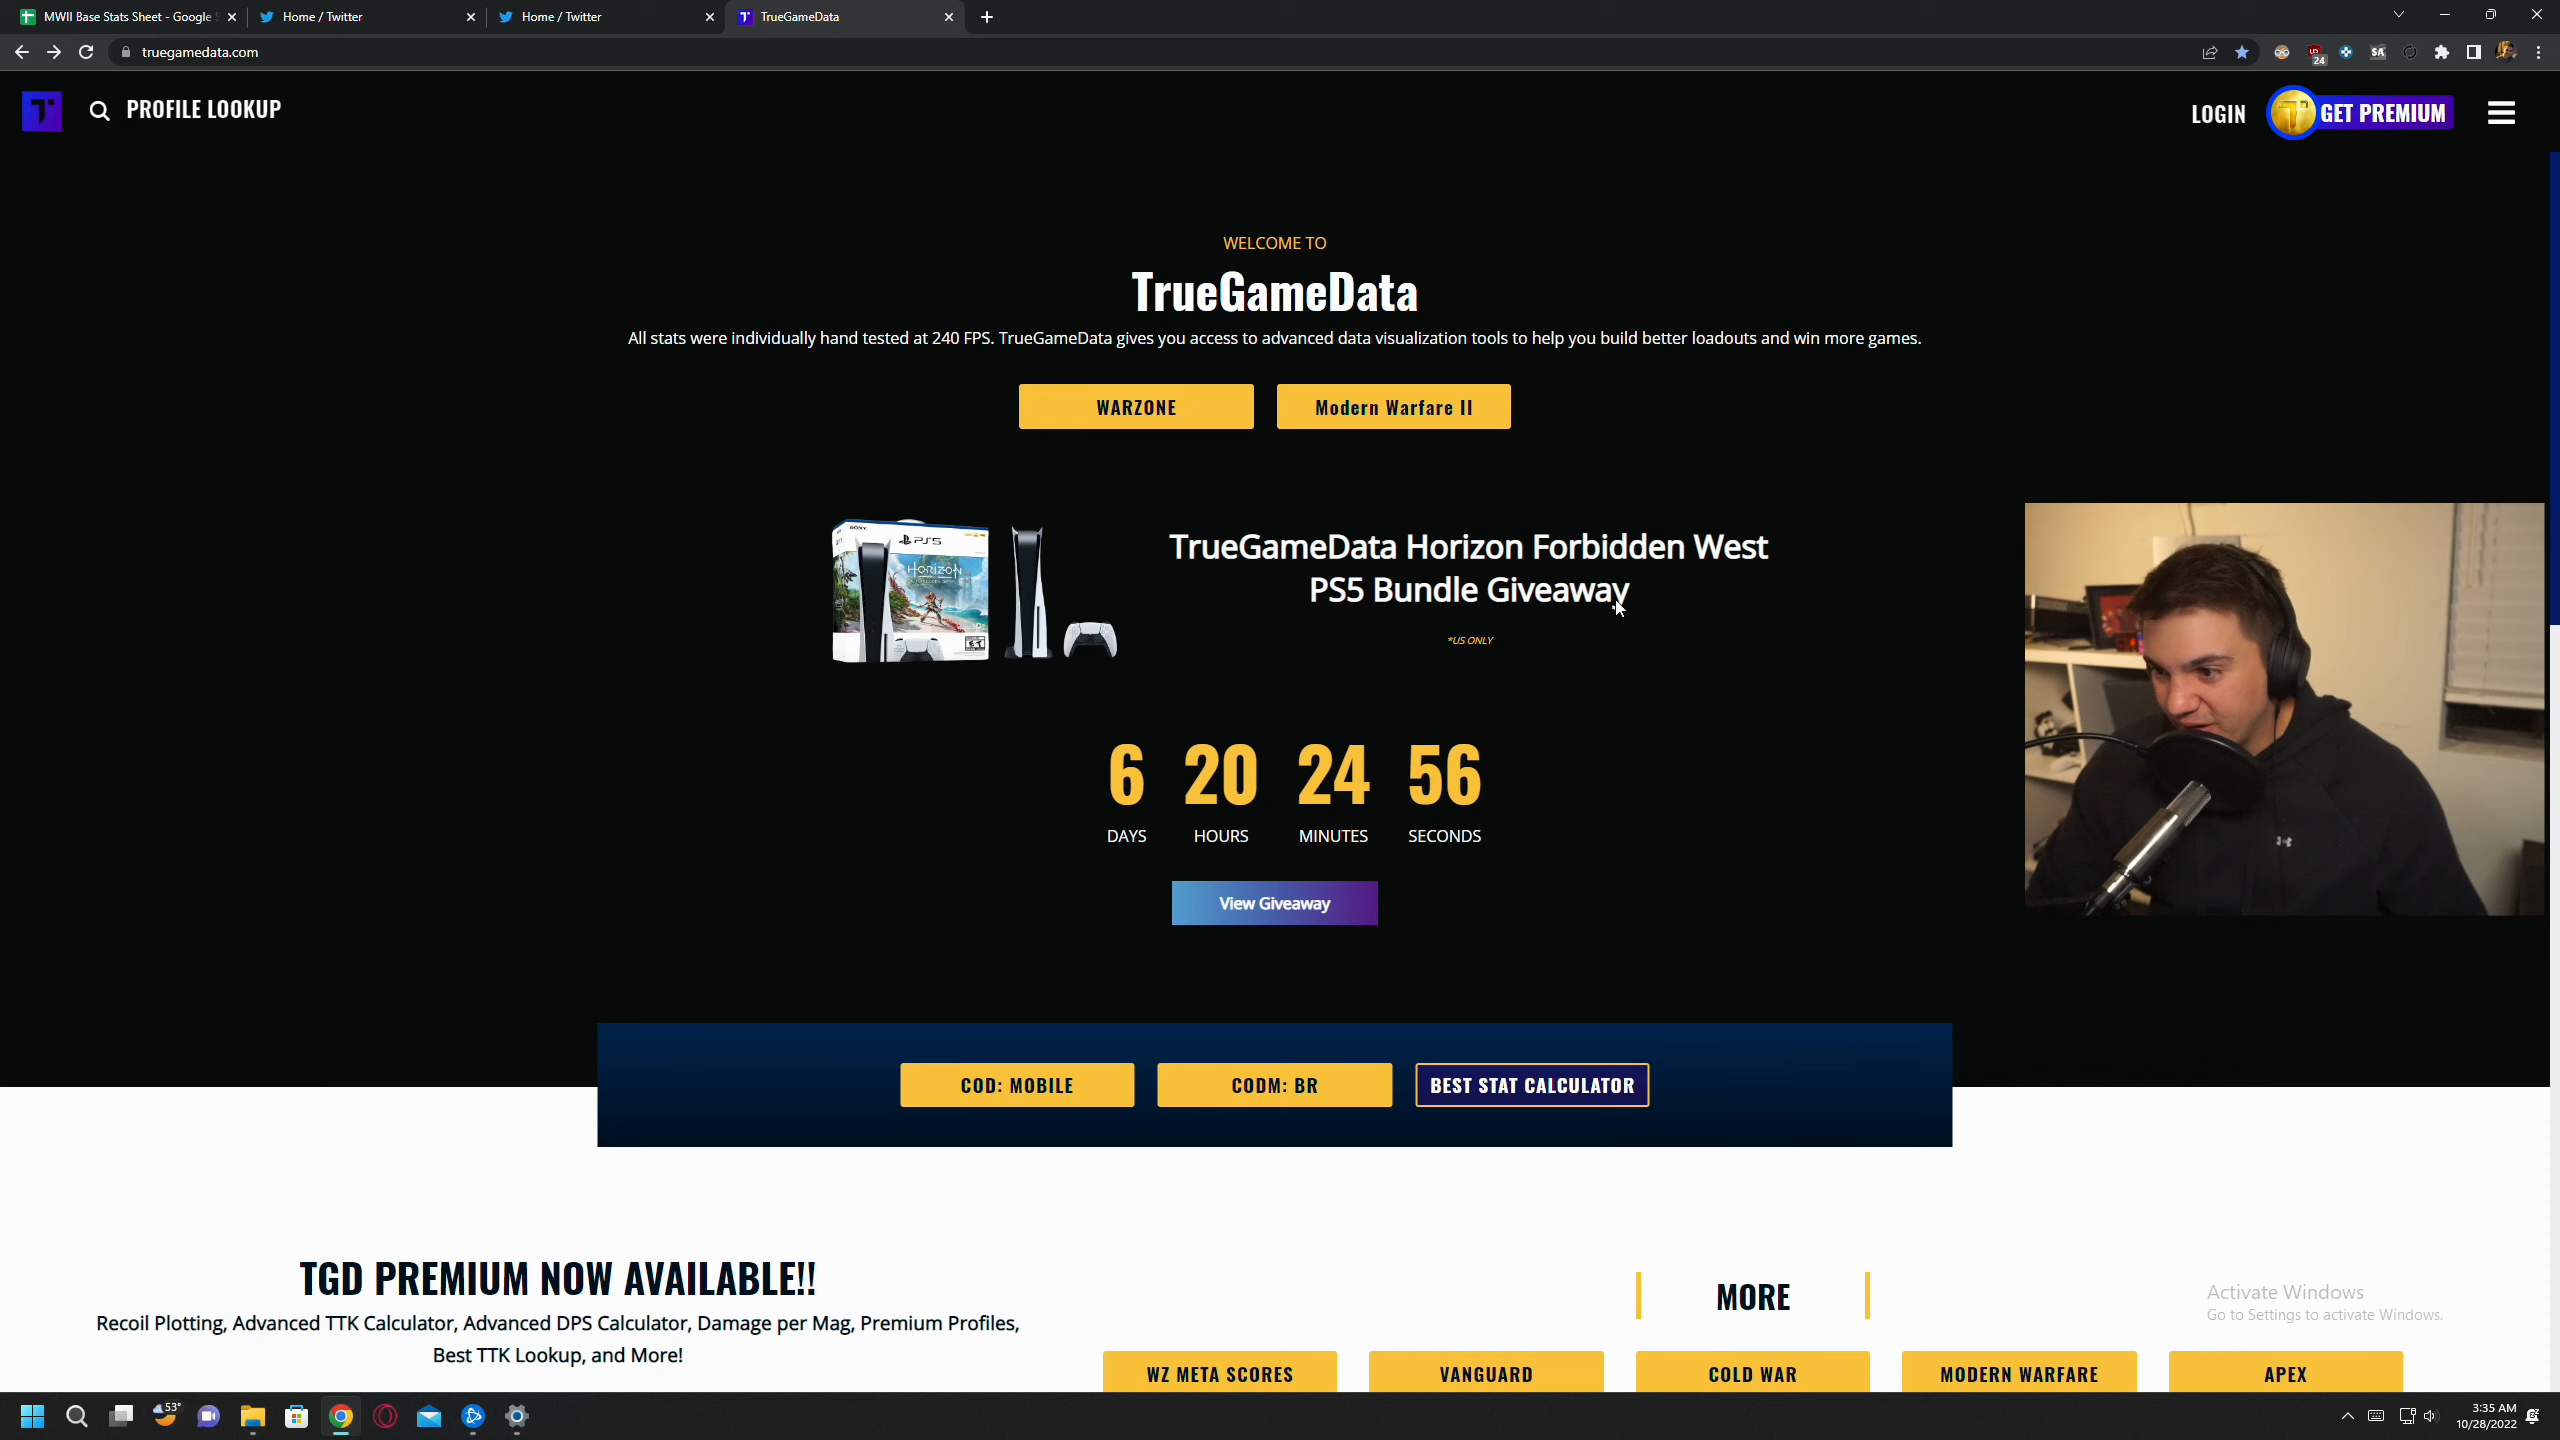 MWII Base Stats Sheet - Google
Home / Twitter
Home / Twitter
TrueGameData
truegamedata.com
24
PROFILE LOOKUP
LOGIN
GET PREMIUM
WELCOME TO
TrueGameData
All stats were individually hand tested at 240 FPS. TrueGameData gives you access to advanced data visualization tools to help you build better loadouts and win more games.
WARZONE
Modern Warfare II
SONY
PS5
HORIZON
TrueGameData Horizon Forbidden West
PS5 Bundle Giveaway
*US ONLY
6 20 24 56
DAYS HOURS MINUTES SECONDS
View Giveaway
COD: MOBILE
CODM: BR
BEST STAT CALCULATOR
TGD PREMIUM NOW AVAILABLE!!
Recoil Plotting, Advanced TTK Calculator, Advanced DPS Calculator, Damage per Mag, Premium Profiles,
Best TTK Lookup, and More!
MORE
Activate Windows
Go to Settings to activate Windows.
WZ META SCORES
VANGUARD
COLD WAR
MODERN WARFARE
APEX
53°
3:35 AM
10/28/2022